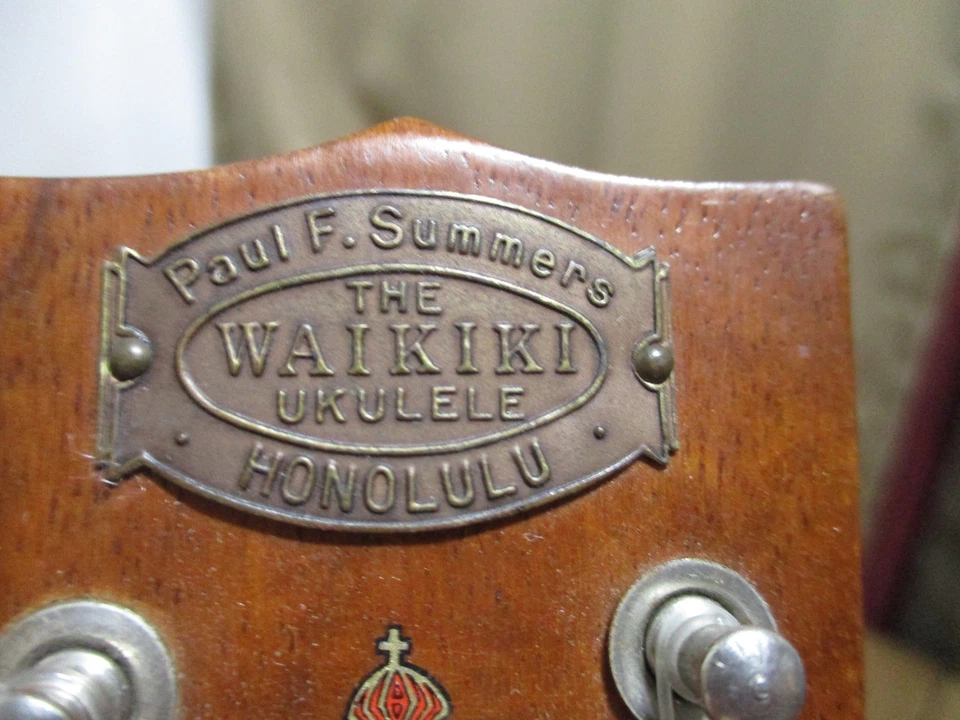 Paul F. Summers
THE
WAIKIKI
UKULELE
HONOLULU